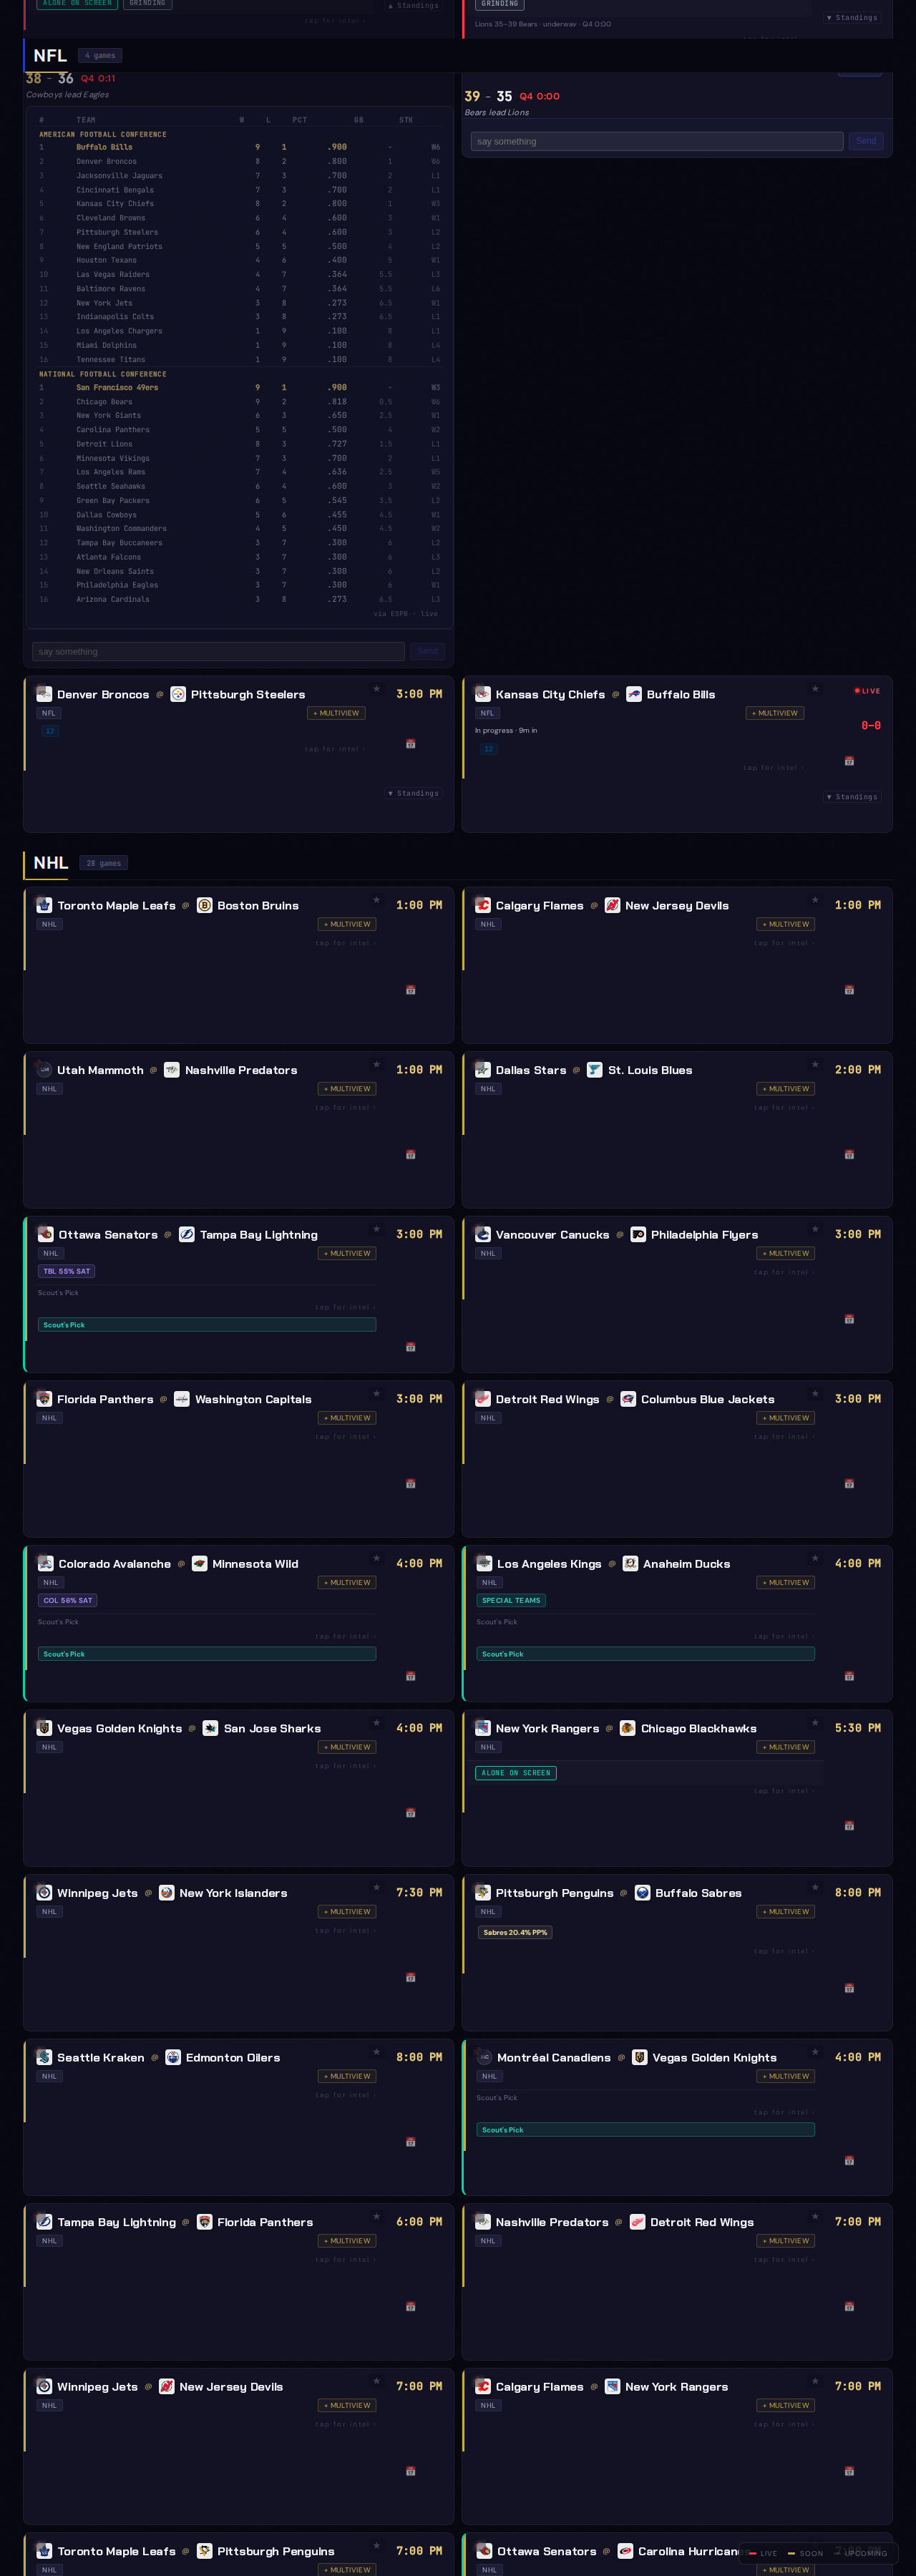 ALONE ON SCREEN GRINDING
tap for intel ›
▲ Standings
GRINDING
Lions 35–39 Bears · underway · Q4 0:00
▼ Standings
NFL 4 games
38 - 36 Q4 0:11
Cowboys lead Eagles
39 - 35 Q4 0:00
Bears lead Lions
say something Send
# TEAM W L PCT GB STK
AMERICAN FOOTBALL CONFERENCE
1 Buffalo Bills 9 1 .900 - W6
2 Denver Broncos 8 2 .800 1 W6
3 Jacksonville Jaguars 7 3 .700 2 L1
4 Cincinnati Bengals 7 3 .700 2 L1
5 Kansas City Chiefs 8 2 .800 1 W3
6 Cleveland Browns 6 4 .600 3 W1
7 Pittsburgh Steelers 6 4 .600 3 L2
8 New England Patriots 5 5 .500 4 L2
9 Houston Texans 4 6 .400 5 W1
10 Las Vegas Raiders 4 7 .364 5.5 L3
11 Baltimore Ravens 4 7 .364 5.5 L6
12 New York Jets 3 8 .273 6.5 W1
13 Indianapolis Colts 3 8 .273 6.5 L1
14 Los Angeles Chargers 1 9 .100 8 L1
15 Miami Dolphins 1 9 .100 8 L4
16 Tennessee Titans 1 9 .100 8 L4
NATIONAL FOOTBALL CONFERENCE
1 San Francisco 49ers 9 1 .900 - W3
2 Chicago Bears 9 2 .818 0.5 W6
3 New York Giants 6 3 .650 2.5 W1
4 Carolina Panthers 5 5 .500 4 W2
5 Detroit Lions 8 3 .727 1.5 L1
6 Minnesota Vikings 7 3 .700 2 L1
7 Los Angeles Rams 7 4 .636 2.5 W5
8 Seattle Seahawks 6 4 .600 3 W2
9 Green Bay Packers 6 5 .545 3.5 L2
10 Dallas Cowboys 5 6 .455 4.5 W1
11 Washington Commanders 4 5 .450 4.5 W2
12 Tampa Bay Buccaneers 3 7 .300 6 L2
13 Atlanta Falcons 3 7 .300 6 L3
14 New Orleans Saints 3 7 .300 6 L2
15 Philadelphia Eagles 3 7 .300 6 W1
16 Arizona Cardinals 3 8 .273 6.5 L3
via ESPN · live
say something Send
Denver Broncos @ Pittsburgh Steelers ★ 3:00 PM
NFL + MULTIVIEW
12
tap for intel ›
▼ Standings
Kansas City Chiefs @ Buffalo Bills ★ LIVE
NFL + MULTIVIEW
0-0
In progress · 9m in
12
tap for intel ›
▼ Standings
NHL 28 games
Toronto Maple Leafs @ Boston Bruins ★ 1:00 PM
NHL + MULTIVIEW
tap for intel ›
Calgary Flames @ New Jersey Devils ★ 1:00 PM
NHL + MULTIVIEW
tap for intel ›
Utah Mammoth @ Nashville Predators ★ 1:00 PM
NHL + MULTIVIEW
tap for intel ›
Dallas Stars @ St. Louis Blues ★ 2:00 PM
NHL + MULTIVIEW
tap for intel ›
Ottawa Senators @ Tampa Bay Lightning ★ 3:00 PM
NHL + MULTIVIEW
TBL 55% SAT
Scout's Pick
tap for intel ›
Scout's Pick
Vancouver Canucks @ Philadelphia Flyers ★ 3:00 PM
NHL + MULTIVIEW
tap for intel ›
Florida Panthers @ Washington Capitals ★ 3:00 PM
NHL + MULTIVIEW
tap for intel ›
Detroit Red Wings @ Columbus Blue Jackets ★ 3:00 PM
NHL + MULTIVIEW
tap for intel ›
Colorado Avalanche @ Minnesota Wild ★ 4:00 PM
NHL + MULTIVIEW
COL 56% SAT
Scout's Pick
tap for intel ›
Scout's Pick
Los Angeles Kings @ Anaheim Ducks ★ 4:00 PM
NHL + MULTIVIEW
SPECIAL TEAMS
Scout's Pick
tap for intel ›
Scout's Pick
Vegas Golden Knights @ San Jose Sharks ★ 4:00 PM
NHL + MULTIVIEW
tap for intel ›
New York Rangers @ Chicago Blackhawks ★ 5:30 PM
NHL + MULTIVIEW
ALONE ON SCREEN
tap for intel ›
Winnipeg Jets @ New York Islanders ★ 7:30 PM
NHL + MULTIVIEW
tap for intel ›
Pittsburgh Penguins @ Buffalo Sabres ★ 8:00 PM
NHL + MULTIVIEW
Sabres 20.4% PP%
tap for intel ›
Seattle Kraken @ Edmonton Oilers ★ 8:00 PM
NHL + MULTIVIEW
tap for intel ›
Montréal Canadiens @ Vegas Golden Knights ★ 4:00 PM
NHL + MULTIVIEW
Scout's Pick
tap for intel ›
Scout's Pick
Tampa Bay Lightning @ Florida Panthers ★ 6:00 PM
NHL + MULTIVIEW
tap for intel ›
Nashville Predators @ Detroit Red Wings ★ 7:00 PM
NHL + MULTIVIEW
tap for intel ›
Winnipeg Jets @ New Jersey Devils ★ 7:00 PM
NHL + MULTIVIEW
tap for intel ›
Calgary Flames @ New York Rangers ★ 7:00 PM
NHL + MULTIVIEW
tap for intel ›
Toronto Maple Leafs @ Pittsburgh Penguins ★ 7:00 PM
NHL + MULTIVIEW
Ottawa Senators @ Carolina Hurricanes
NHL + MULTIVIEW
LIVE SOON UPCOMING